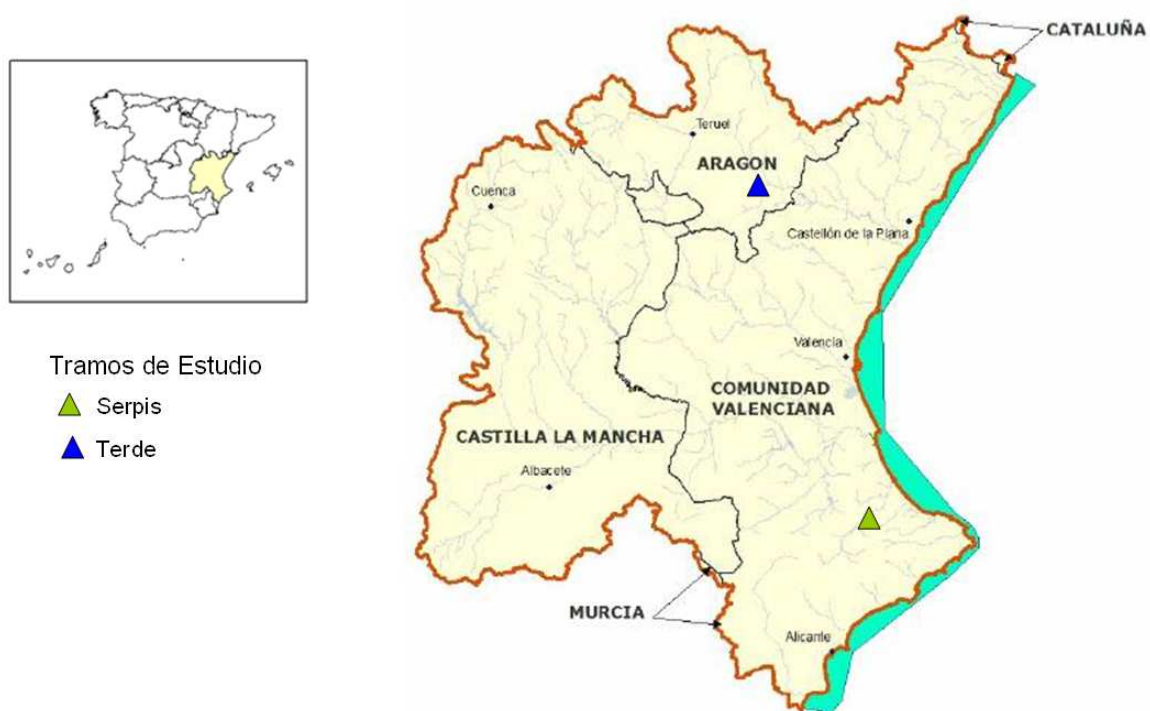 CATALUÑA
Teruel
ARAGON
Cuenca
Castellón de la Plana
Tramos de Estudio
Serpis
Terde
Valencia
COMUNIDAD
VALENCIANA
CASTILLA LA MANCHA
Albacete
MURCIA
Alicante